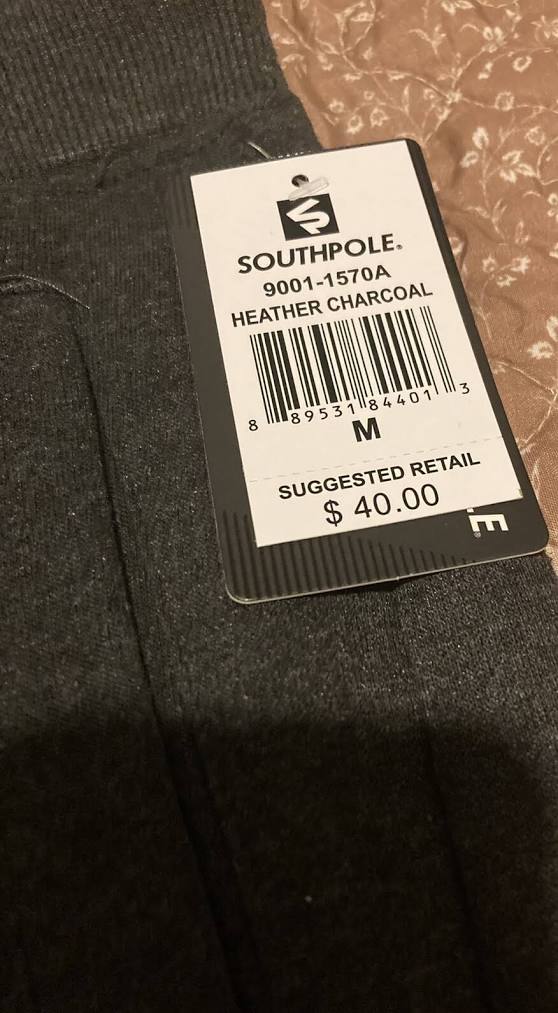 SOUTHPOLE®
9001-1570A
HEATHER CHARCOAL
8 89531 84401 3
M
SUGGESTED RETAIL
$ 40.00
.E